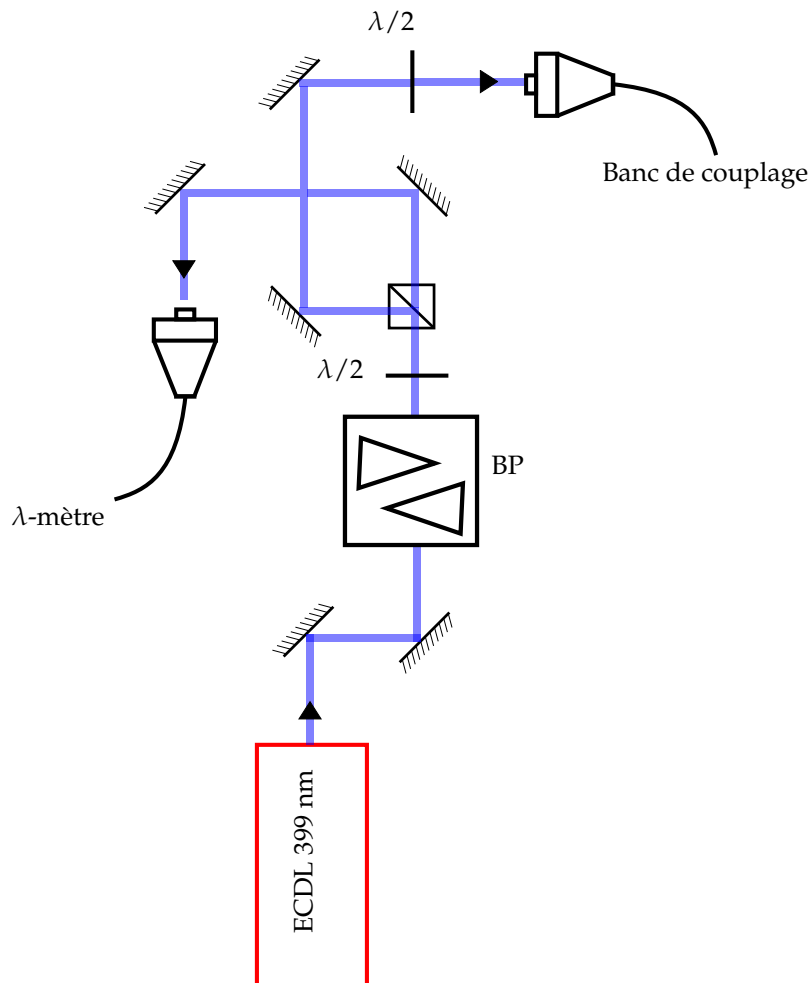 λ/2
Banc de couplage
λ/2
BP
λ-mètre
ECDL 399 nm